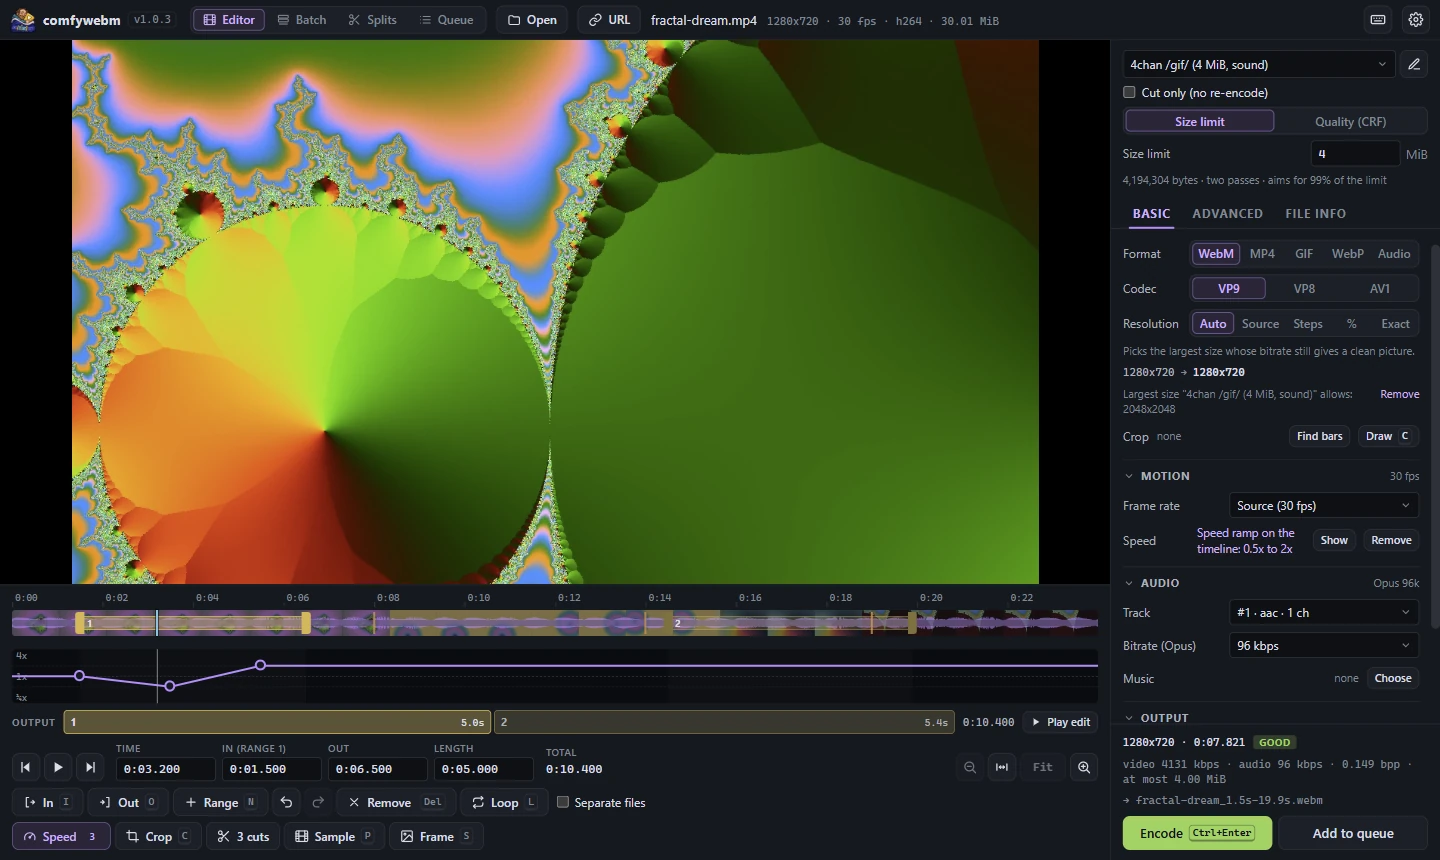 comfywebm v1.0.3 Editor Batch Splits Queue Open URL fractal-dream.mp4 1280x720 · 30 fps · h264 · 30.01 MiB
4chan /gif/ (4 MiB, sound)
Cut only (no re-encode)
Size limit Quality (CRF)
Size limit 4 MiB
4,194,304 bytes · two passes · aims for 99% of the limit
BASIC ADVANCED FILE INFO
Format WebM MP4 GIF WebP Audio
Codec VP9 VP8 AV1
Resolution Auto Source Steps % Exact
Picks the largest size whose bitrate still gives a clean picture.
1280x720 → 1280x720
Largest size "4chan /gif/ (4 MiB, sound)" allows: Remove
2048x2048
Crop none Find bars Draw C
MOTION 30 fps
Frame rate Source (30 fps)
Speed Speed ramp on the
timeline: 0.5x to 2x Show Remove
AUDIO Opus 96k
Track #1 · aac · 1 ch
Bitrate (Opus) 96 kbps
Music none Choose
OUTPUT
1280x720 · 0:07.821 GOOD
video 4131 kbps · audio 96 kbps · 0.149 bpp ·
at most 4.00 MiB
→ fractal-dream_1.5s-19.9s.webm
Encode Ctrl+Enter Add to queue
0:00 0:02 0:04 0:06 0:08 0:10 0:12 0:14 0:16 0:18 0:20 0:22
1 2
4x
1x
¼x
OUTPUT 1 5.0s 2 5.4s 0:10.400 Play edit
TIME IN (RANGE 1) OUT LENGTH TOTAL
0:03.200 0:01.500 0:06.500 0:05.000 0:10.400 Fit
In I Out O Range N Remove Del Loop L Separate files
Speed 3 Crop C 3 cuts Sample P Frame S